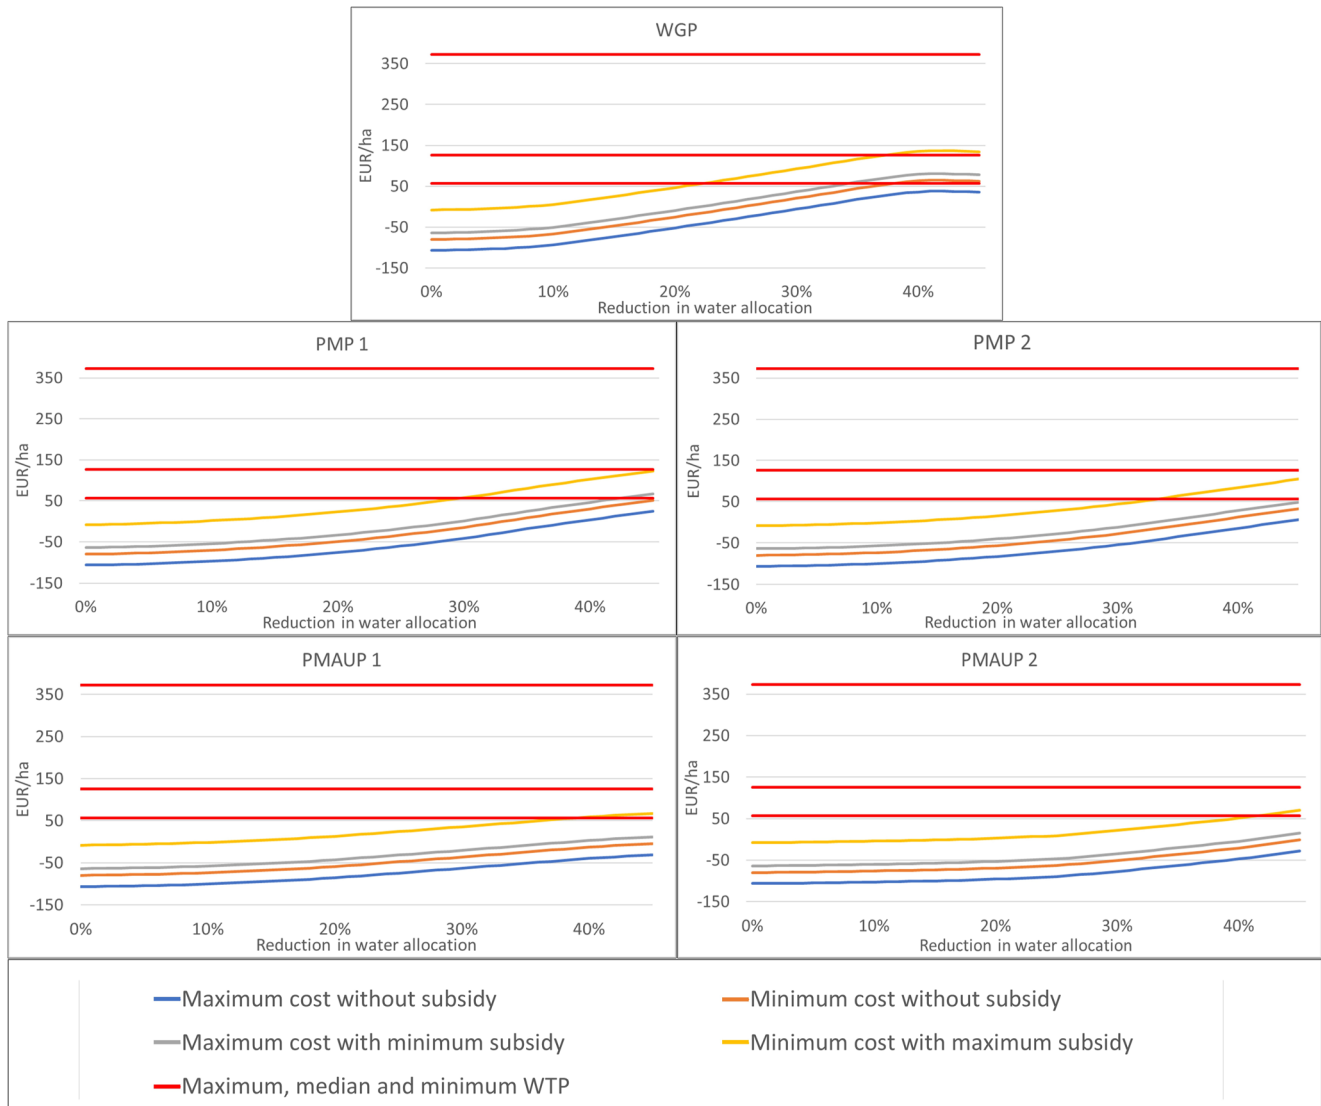 WGP
EUR/ha
350
250
150
50
-50
-150
0% 10% 20% 30% 40%
Reduction in water allocation
PMP 1
EUR/ha
350
250
150
50
-50
-150
0% 10% 20% 30% 40%
Reduction in water allocation
PMP 2
EUR/ha
350
250
150
50
-50
-150
0% 10% 20% 30% 40%
Reduction in water allocation
PMAUP 1
EUR/ha
350
250
150
50
-50
-150
0% 10% 20% 30% 40%
Reduction in water allocation
PMAUP 2
EUR/ha
350
250
150
50
-50
-150
0% 10% 20% 30% 40%
Reduction in water allocation
Maximum cost without subsidy
Minimum cost without subsidy
Maximum cost with minimum subsidy
Minimum cost with maximum subsidy
Maximum, median and minimum WTP